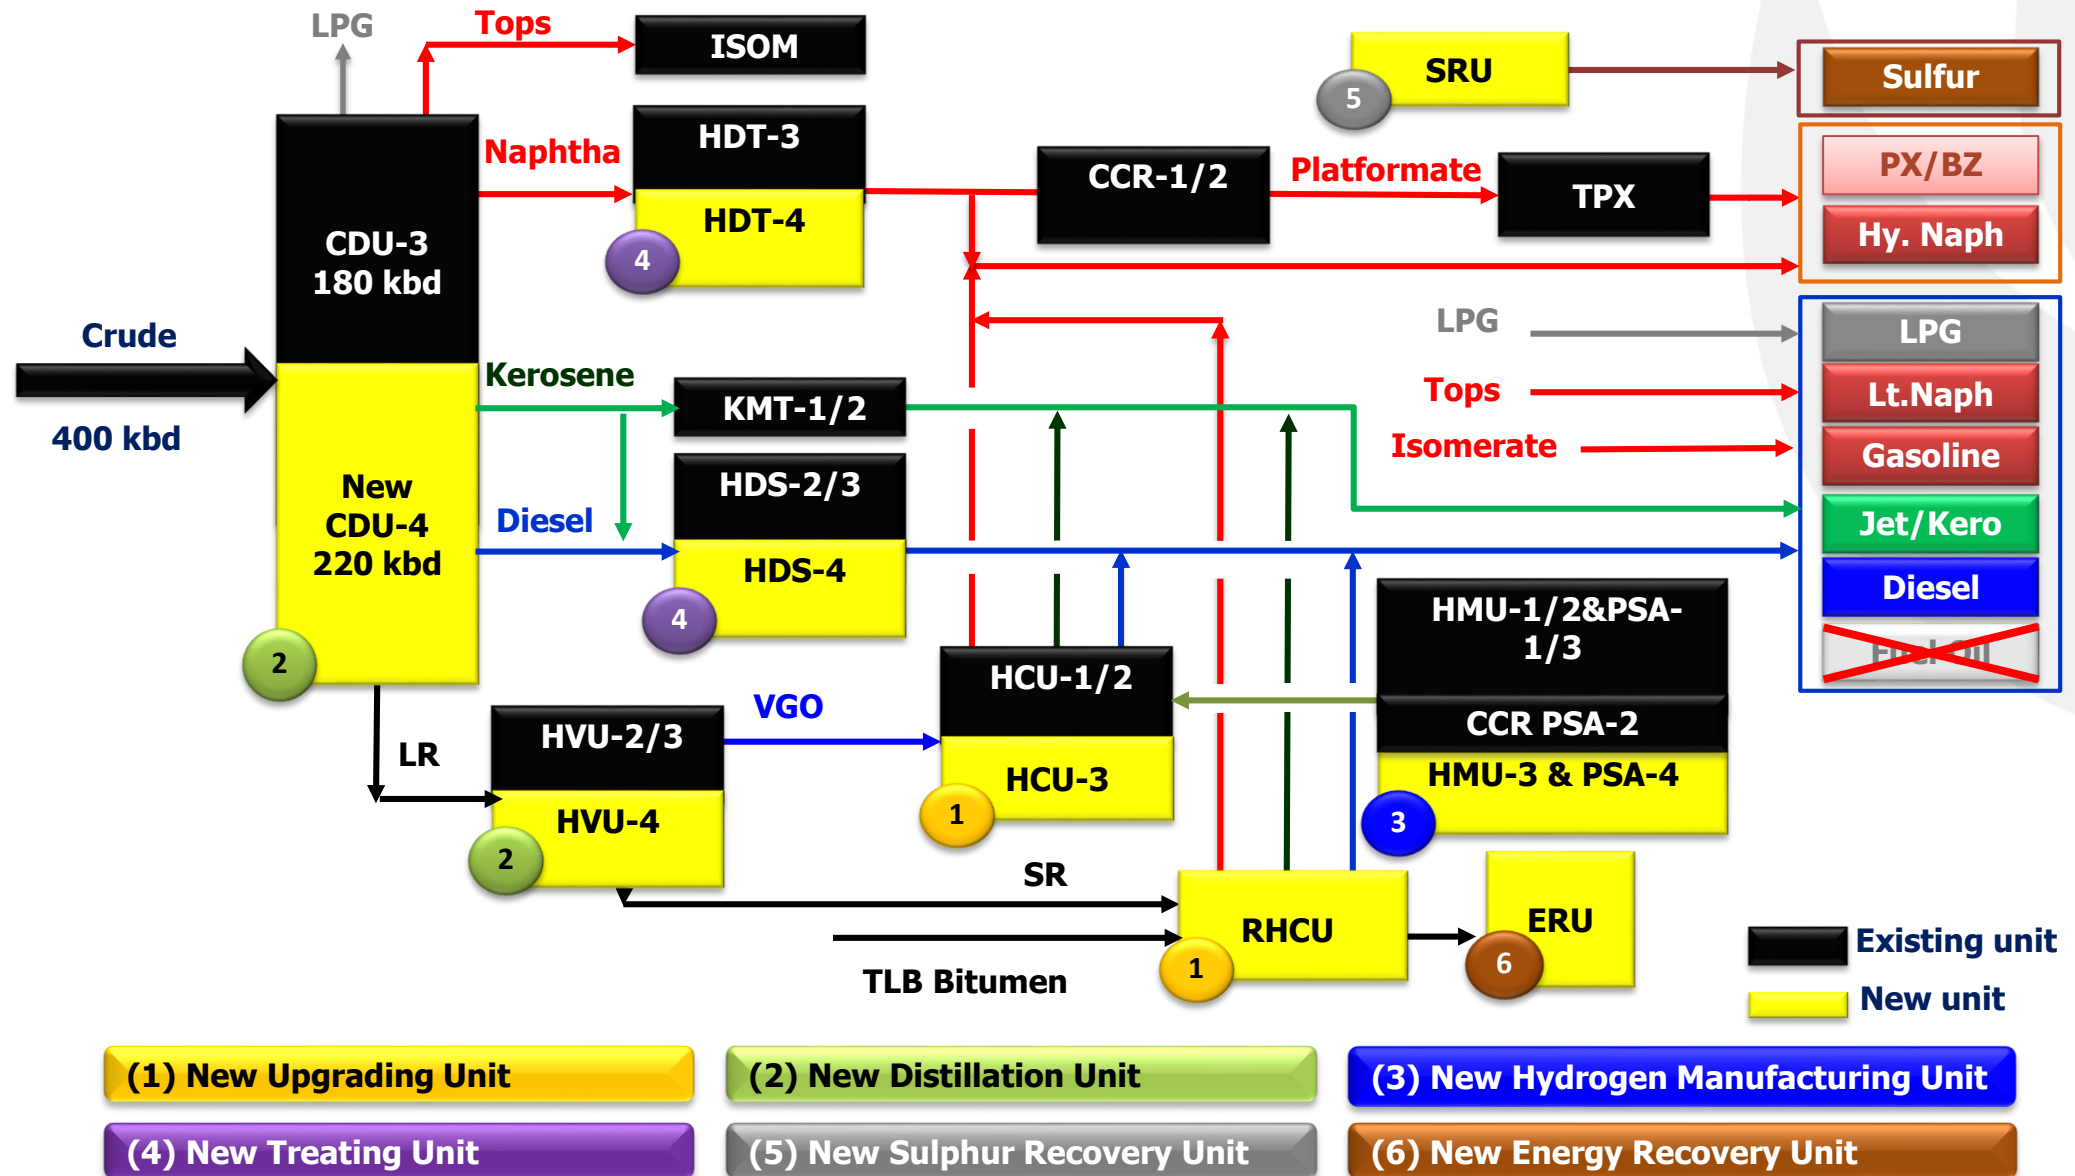 LPG
Tops
ISOM
SRU
5
Sulfur
HDT-3
Naphtha
HDT-4
4
CCR-1/2
Platformate
TPX
PX/BZ
Hy. Naph
CDU-3
180 kbd
Crude
400 kbd
New
CDU-4
220 kbd
2
Kerosene
KMT-1/2
HDS-2/3
Diesel
HDS-4
4
LPG
Tops
Isomerate
LPG
Lt.Naph
Gasoline
Jet/Kero
Diesel
Fuel Oil
HMU-1/2&PSA-
1/3
CCR PSA-2
HMU-3 & PSA-4
3
LR
HVU-2/3
HVU-4
2
VGO
HCU-1/2
HCU-3
1
SR
TLB Bitumen
RHCU
1
ERU
6
Existing unit
New unit
(1) New Upgrading Unit
(2) New Distillation Unit
(3) New Hydrogen Manufacturing Unit
(4) New Treating Unit
(5) New Sulphur Recovery Unit
(6) New Energy Recovery Unit